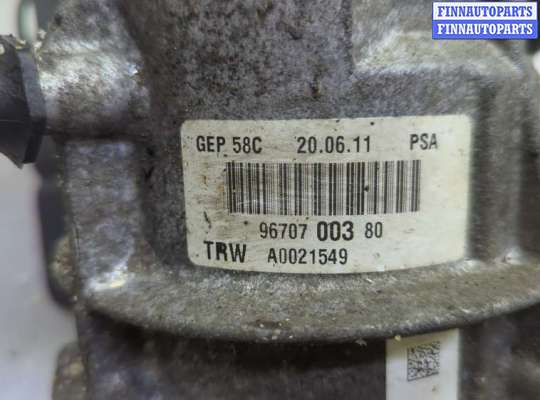 FINNAUTOPARTS
FINNAUTOPARTS
GEP 58C 20.06.11 PSA
96707 003 80
TRW A0021549